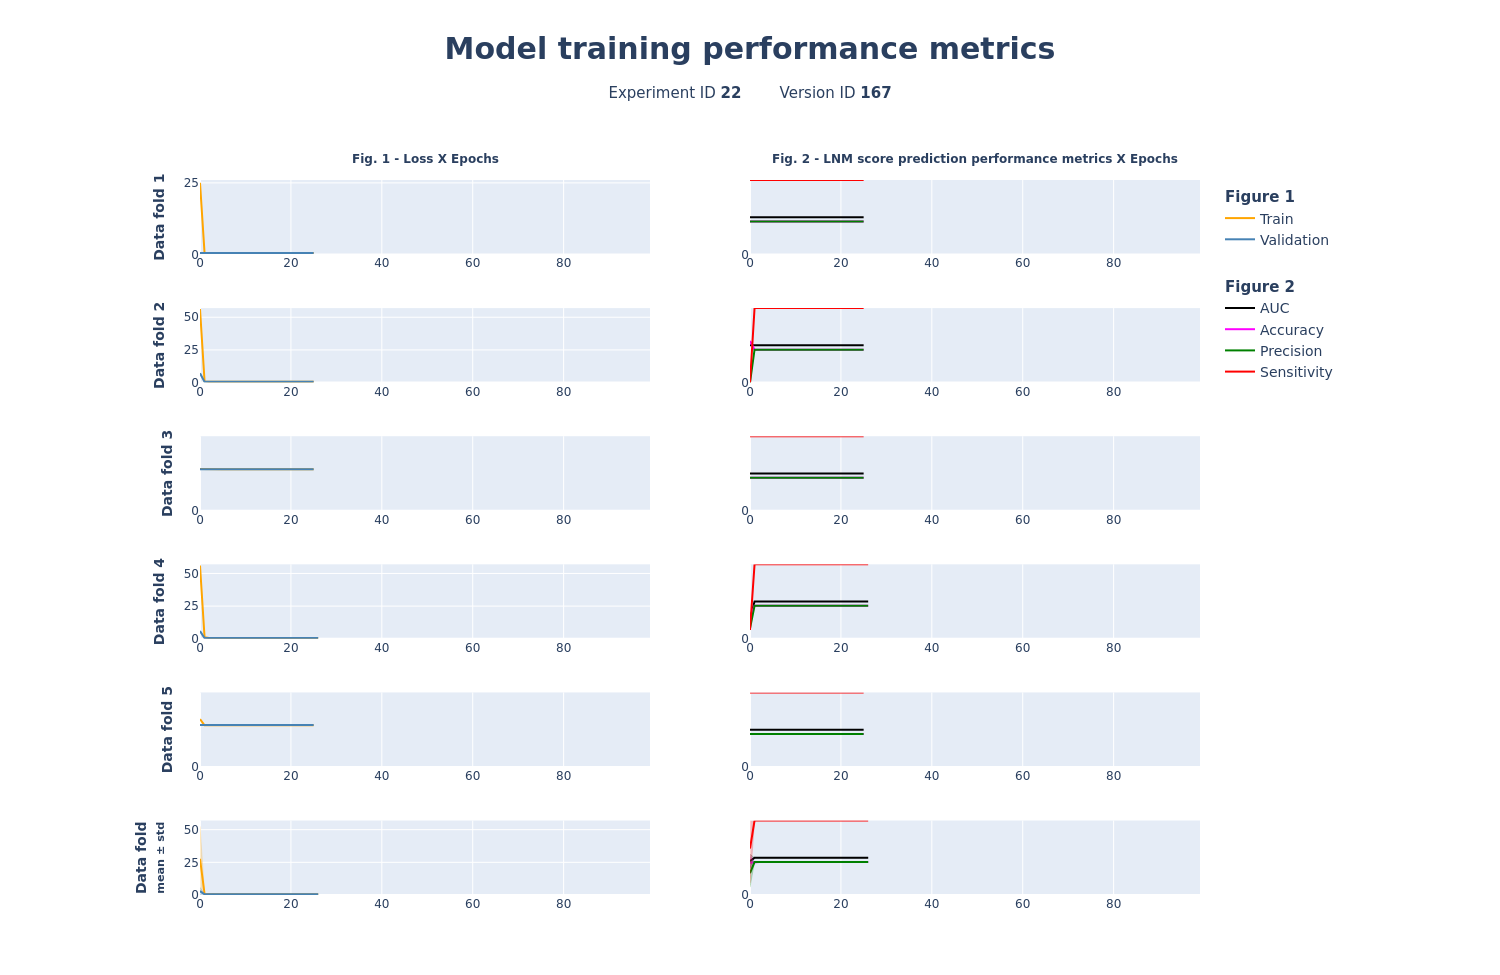 Model training performance metrics
Experiment ID 22 Version ID 167
Fig. 1 - Loss X Epochs
Fig. 2 - LNM score prediction performance metrics X Epochs
Data fold 1
25
0
0 20 40 60 80
0
0 20 40 60 80
Figure 1
Train
Validation
Figure 2
AUC
Accuracy
Precision
Sensitivity
Data fold 2
50
25
0
0 20 40 60 80
0
0 20 40 60 80
Data fold 3
0
0 20 40 60 80
0
0 20 40 60 80
Data fold 4
50
25
0
0 20 40 60 80
0
0 20 40 60 80
Data fold 5
0
0 20 40 60 80
0
0 20 40 60 80
Data fold
mean ± std
50
25
0
0 20 40 60 80
0
0 20 40 60 80